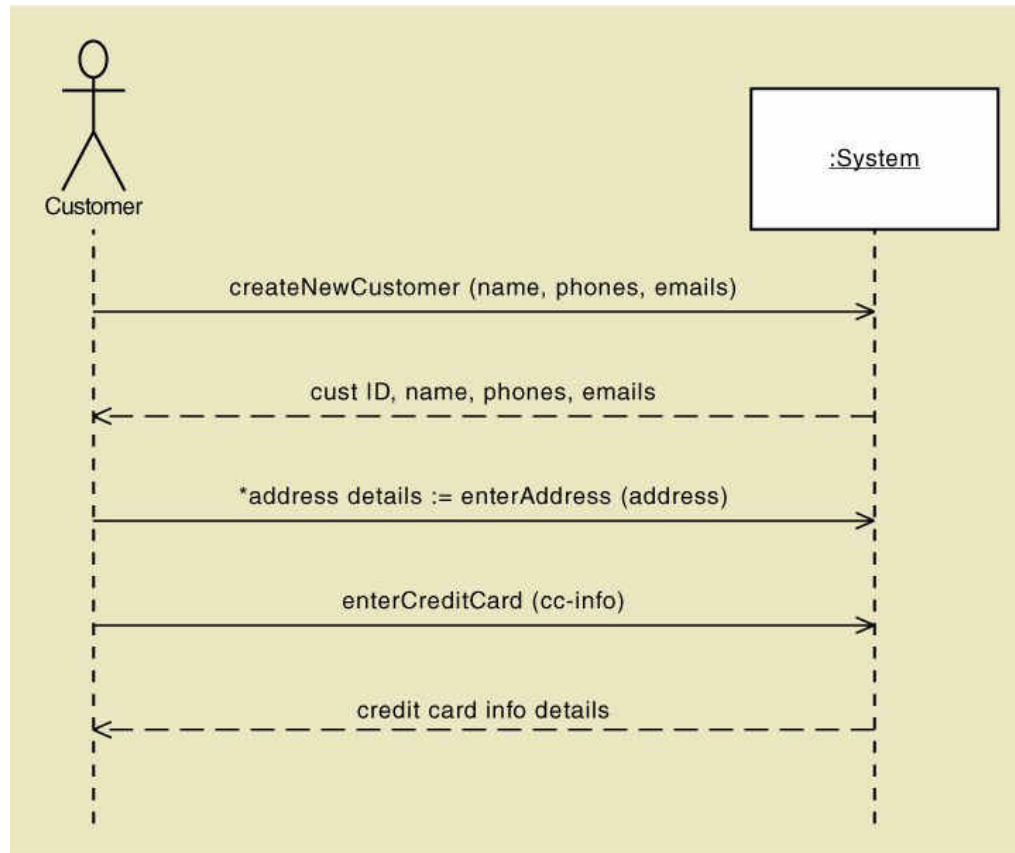 :System
Customer
createNewCustomer (name, phones, emails)
cust ID, name, phones, emails
*address details := enterAddress (address)
enterCreditCard (cc-info)
credit card info details